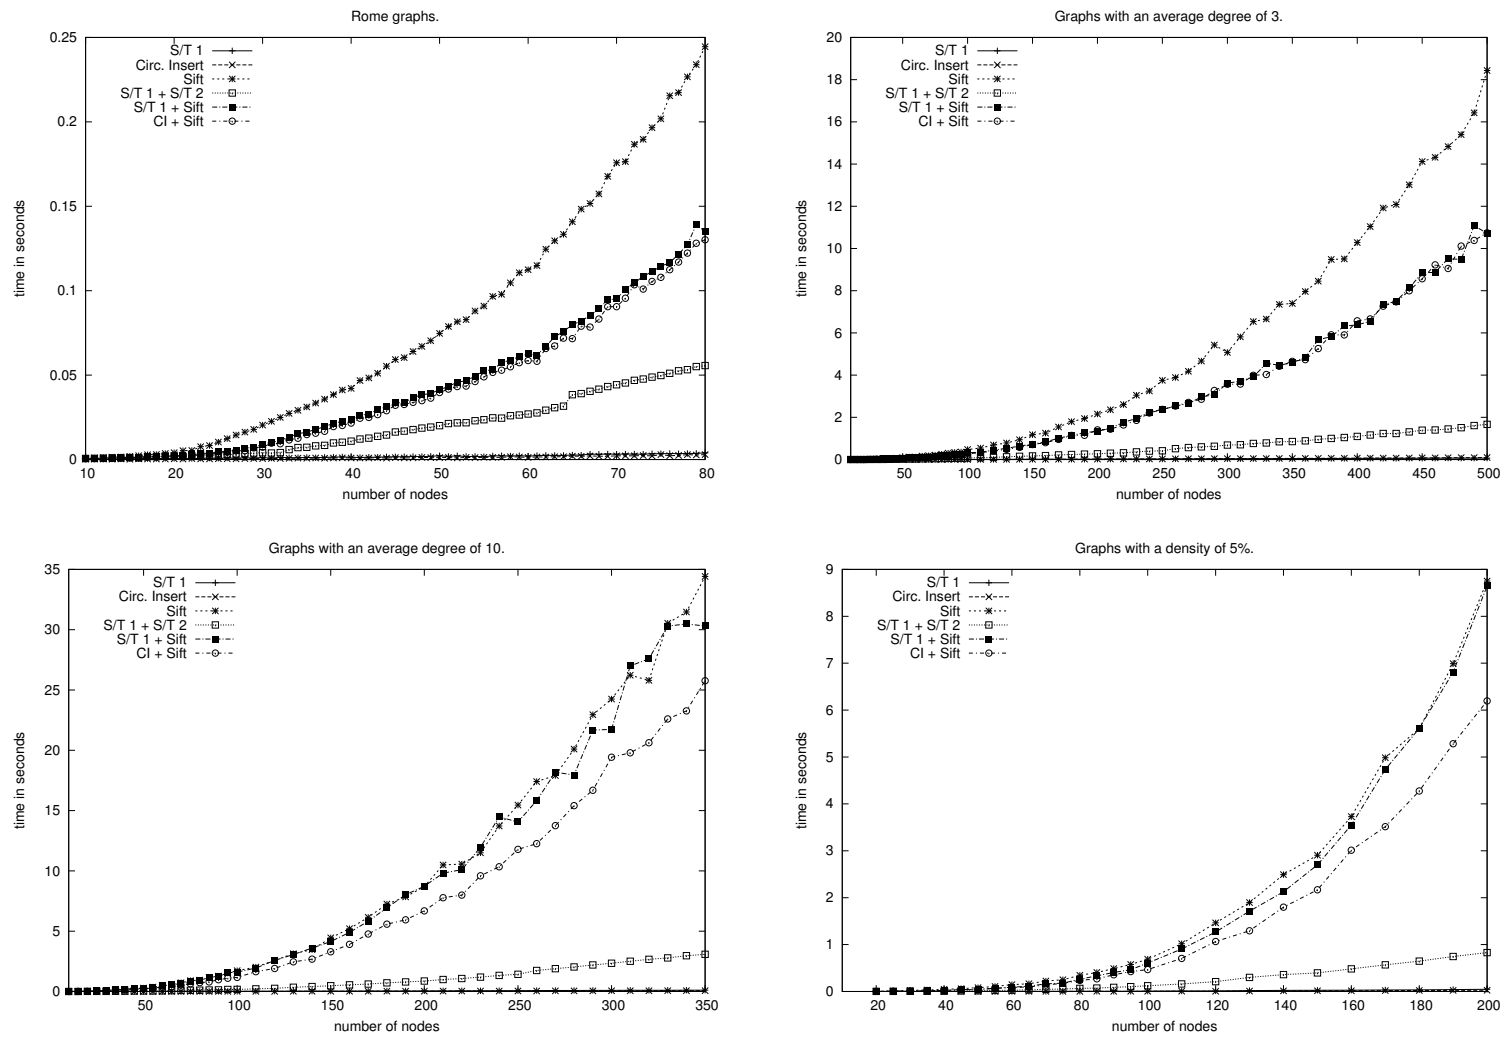 Rome graphs.
0.25
0.2
0.15
0.1
0.05
0
time in seconds
S/T 1
Circ. Insert
Sift
S/T 1 + S/T 2
S/T 1 + Sift
CI + Sift
10 20 30 40 50 60 70 80
number of nodes
Graphs with an average degree of 3.
20
18
16
14
12
10
8
6
4
2
0
time in seconds
S/T 1
Circ. Insert
Sift
S/T 1 + S/T 2
S/T 1 + Sift
CI + Sift
50 100 150 200 250 300 350 400 450 500
number of nodes
Graphs with an average degree of 10.
35
30
25
20
15
10
5
0
time in seconds
S/T 1
Circ. Insert
Sift
S/T 1 + S/T 2
S/T 1 + Sift
CI + Sift
50 100 150 200 250 300 350
number of nodes
Graphs with a density of 5%.
9
8
7
6
5
4
3
2
1
0
time in seconds
S/T 1
Circ. Insert
Sift
S/T 1 + S/T 2
S/T 1 + Sift
CI + Sift
20 40 60 80 100 120 140 160 180 200
number of nodes